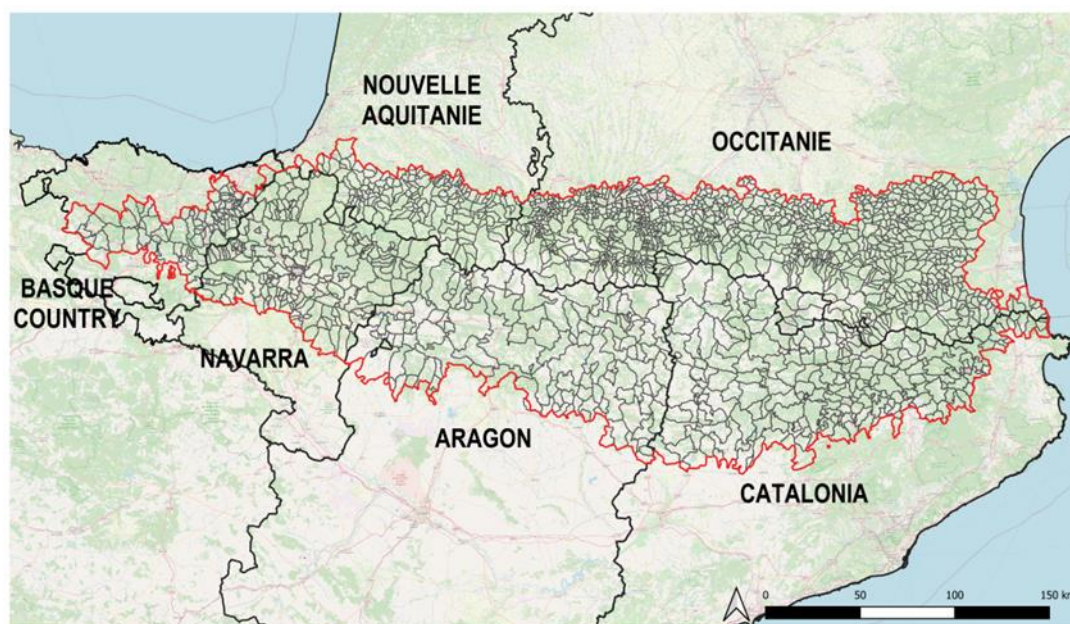 NOUVELLE
AQUITANIE
OCCITANIE
BASQUE
COUNTRY
NAVARRA
ARAGON
CATALONIA
0 50 100 150 km